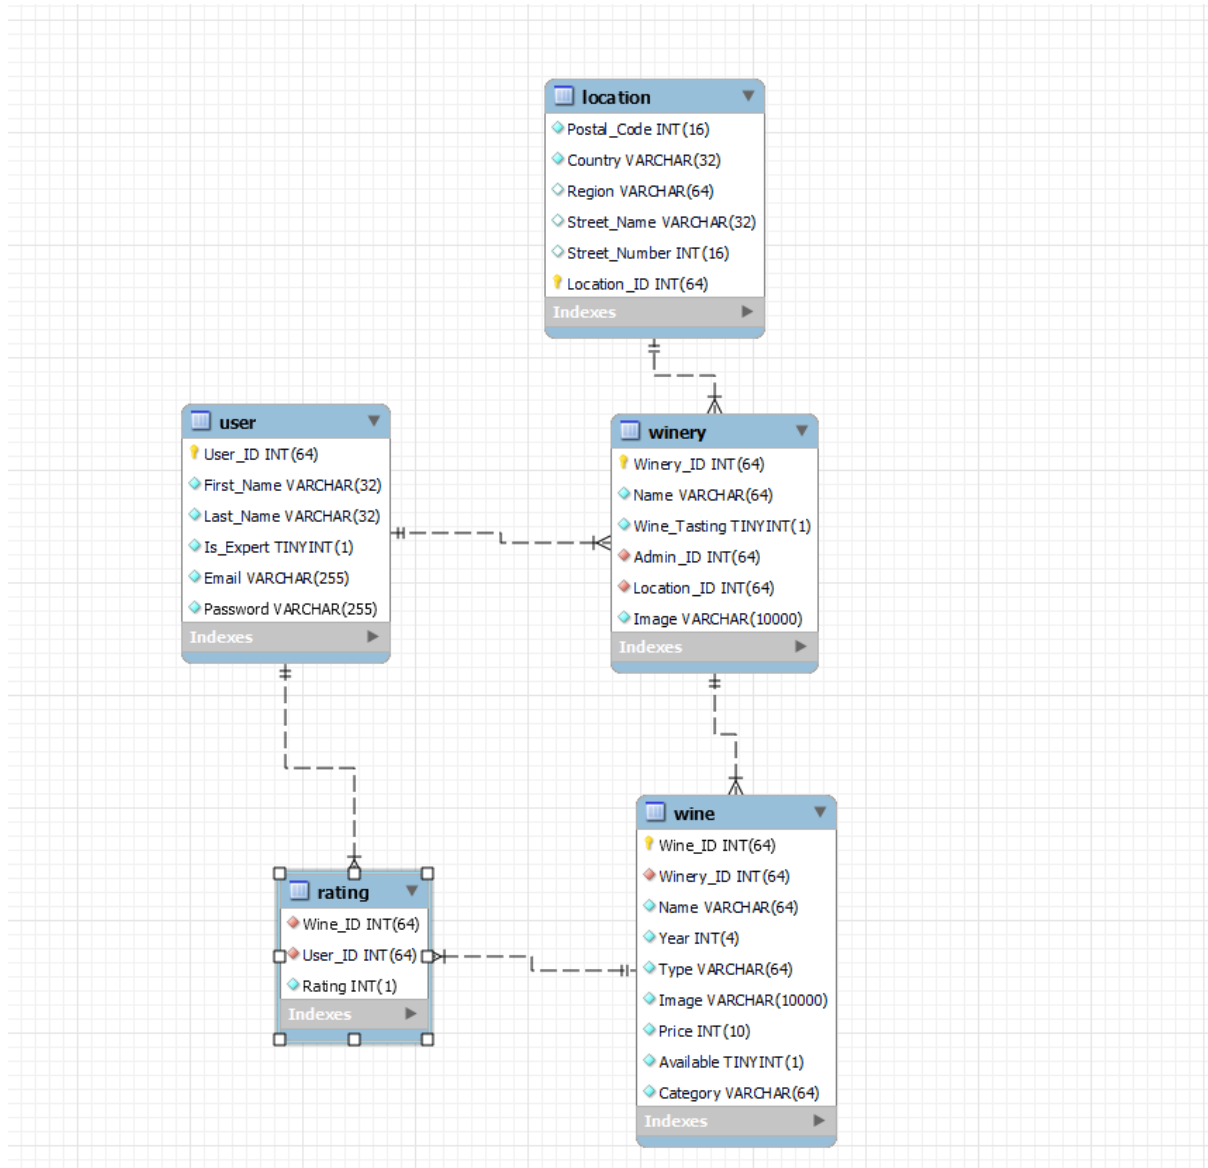 location
Postal_Code INT(16)
Country VARCHAR(32)
Region VARCHAR(64)
Street_Name VARCHAR(32)
Street_Number INT(16)
Location_ID INT(64)
Indexes
user
User_ID INT(64)
First_Name VARCHAR(32)
Last_Name VARCHAR(32)
Is_Expert TINYINT(1)
Email VARCHAR(255)
Password VARCHAR(255)
Indexes
winery
Winery_ID INT(64)
Name VARCHAR(64)
Wine_Tasting TINYINT(1)
Admin_ID INT(64)
Location_ID INT(64)
Image VARCHAR(10000)
Indexes
rating
Wine_ID INT(64)
User_ID INT(64)
Rating INT(1)
Indexes
wine
Wine_ID INT(64)
Winery_ID INT(64)
Name VARCHAR(64)
Year INT(4)
Type VARCHAR(64)
Image VARCHAR(10000)
Price INT(10)
Available TINYINT(1)
Category VARCHAR(64)
Indexes